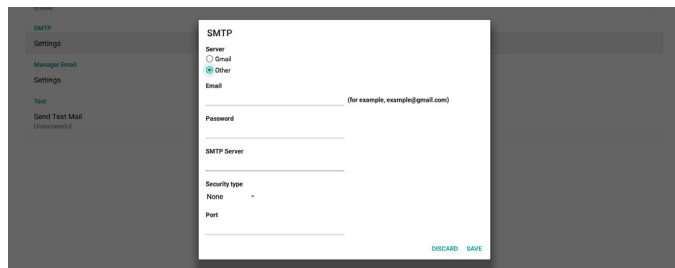 Enable
SMTP
Settings
Manager Email
Settings
Test
Send Test Mail
Unsuccessful
SMTP
Server
Gmail
Other
Email
(for example, example@gmail.com)
Password
SMTP Server
Security type
None
Port
DISCARD SAVE